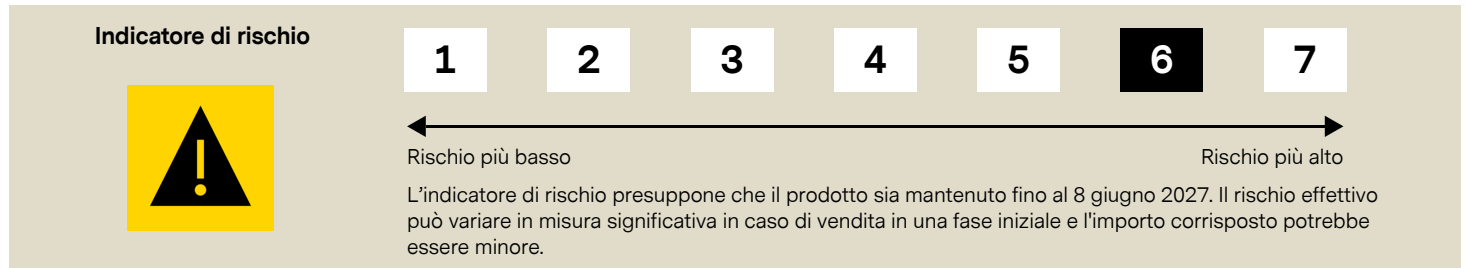 Indicatore di rischio
1 2 3 4 5 6 7
Rischio più basso
Rischio più alto
L'indicatore di rischio presuppone che il prodotto sia mantenuto fino al 8 giugno 2027. Il rischio effettivo
può variare in misura significativa in caso di vendita in una fase iniziale e l'importo corrisposto potrebbe
essere minore.